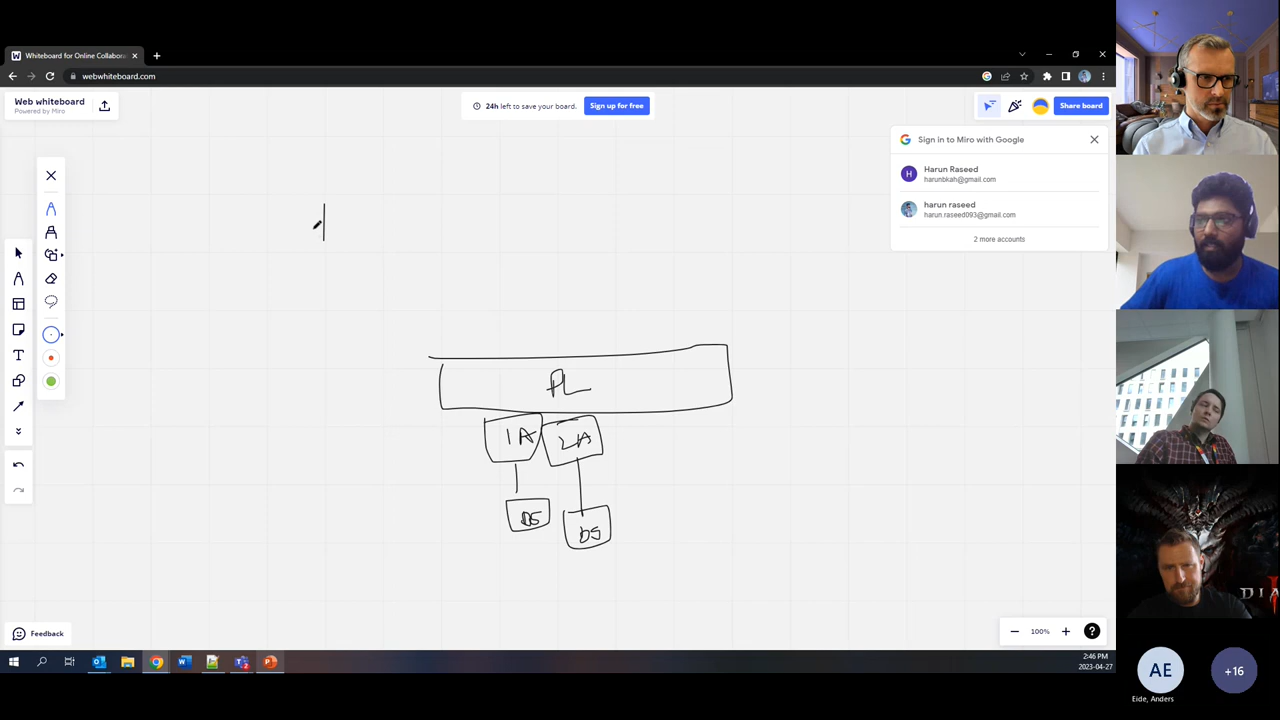 Whiteboard for Online Collabora
webwhiteboard.com
Web whiteboard
Powered by Miro
24h left to save your board.
Sign up for free
Share board
Sign in to Miro with Google
H
Harun Raseed
harunbkah@gmail.com
harun raseed
harun.raseed093@gmail.com
2 more accounts
PL
1A
2A
DS
DS
T
Feedback
100%
?
2:46 PM
2023-04-27
DIA
AE
+16
Eide, Anders